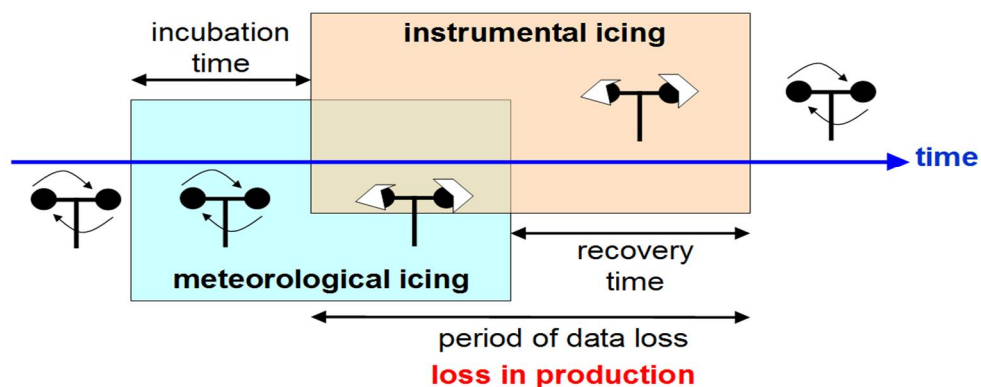 incubation
time
instrumental icing
time
meteorological icing
recovery
time
period of data loss
loss in production